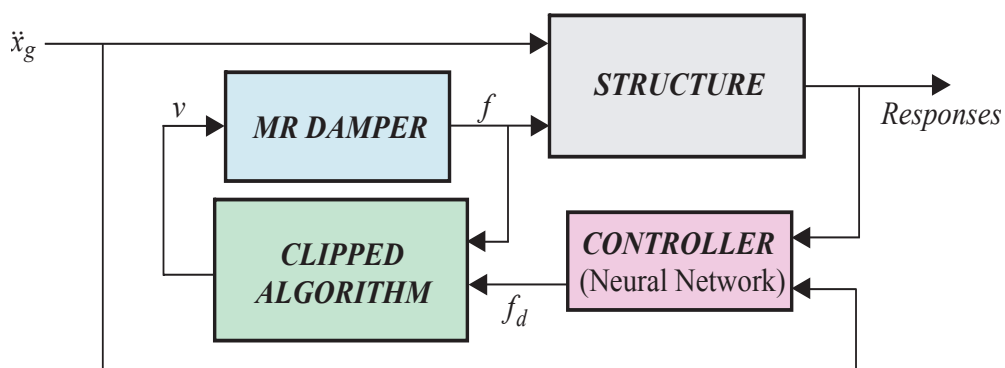 ẍg
STRUCTURE
v
MR DAMPER
f
Responses
CLIPPED
ALGORITHM
CONTROLLER
(Neural Network)
fd